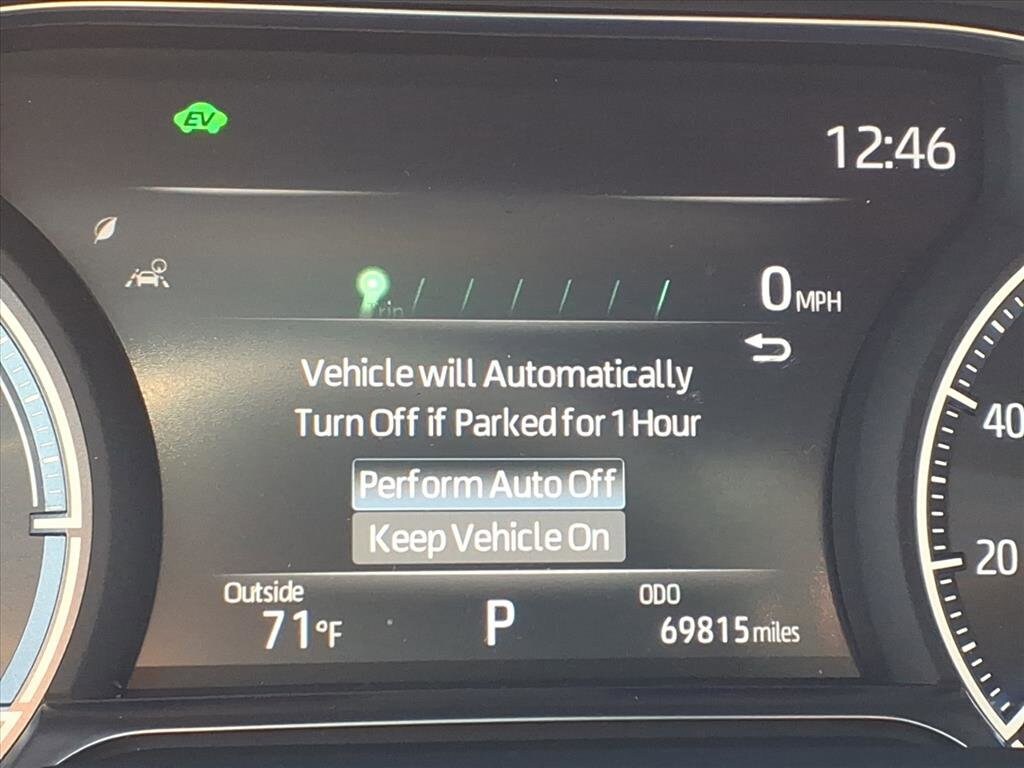 EV
12:46
Trip
0 MPH
Vehicle will Automatically
Turn Off if Parked for 1 Hour
Perform Auto Off
Keep Vehicle On
Outside
71°F
P
ODO
69815 miles
40
20